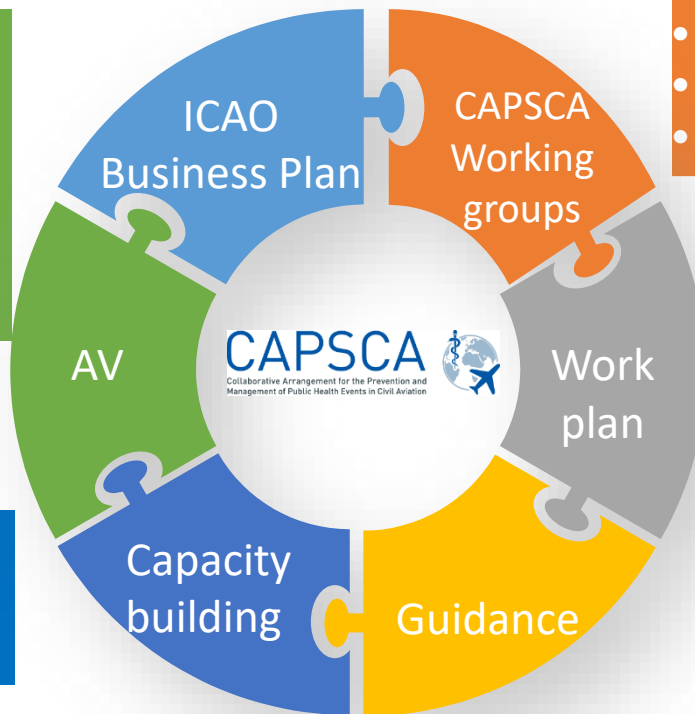 ICAO
Business Plan
CAPSCA
Working
groups
AV
CAPSCA
Collaborative Arrangement for the Prevention and
Management of Public Health Events in Civil Aviation
Work
plan
Capacity
building
Guidance